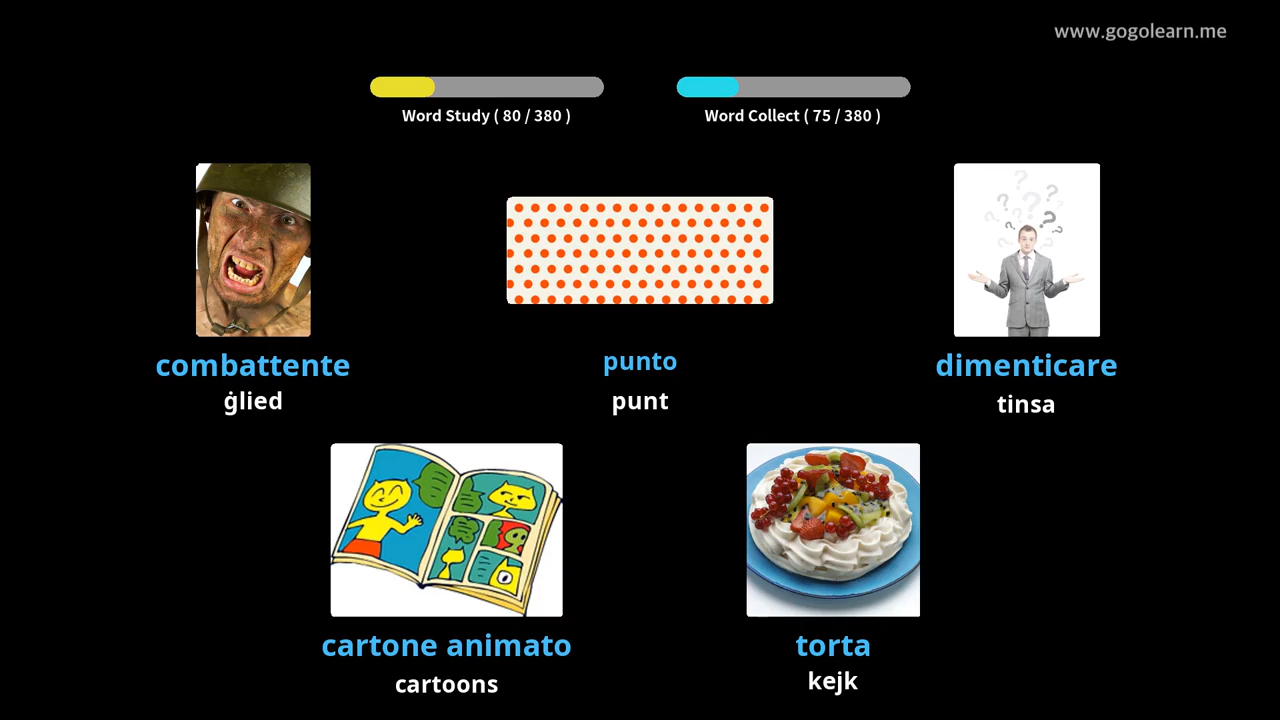 www.gogolearn.me
Word Study ( 80 / 380 )
Word Collect ( 75 / 380 )
combattente
ġlied
punto
punt
dimenticare
tinsa
cartone animato
cartoons
torta
kejk